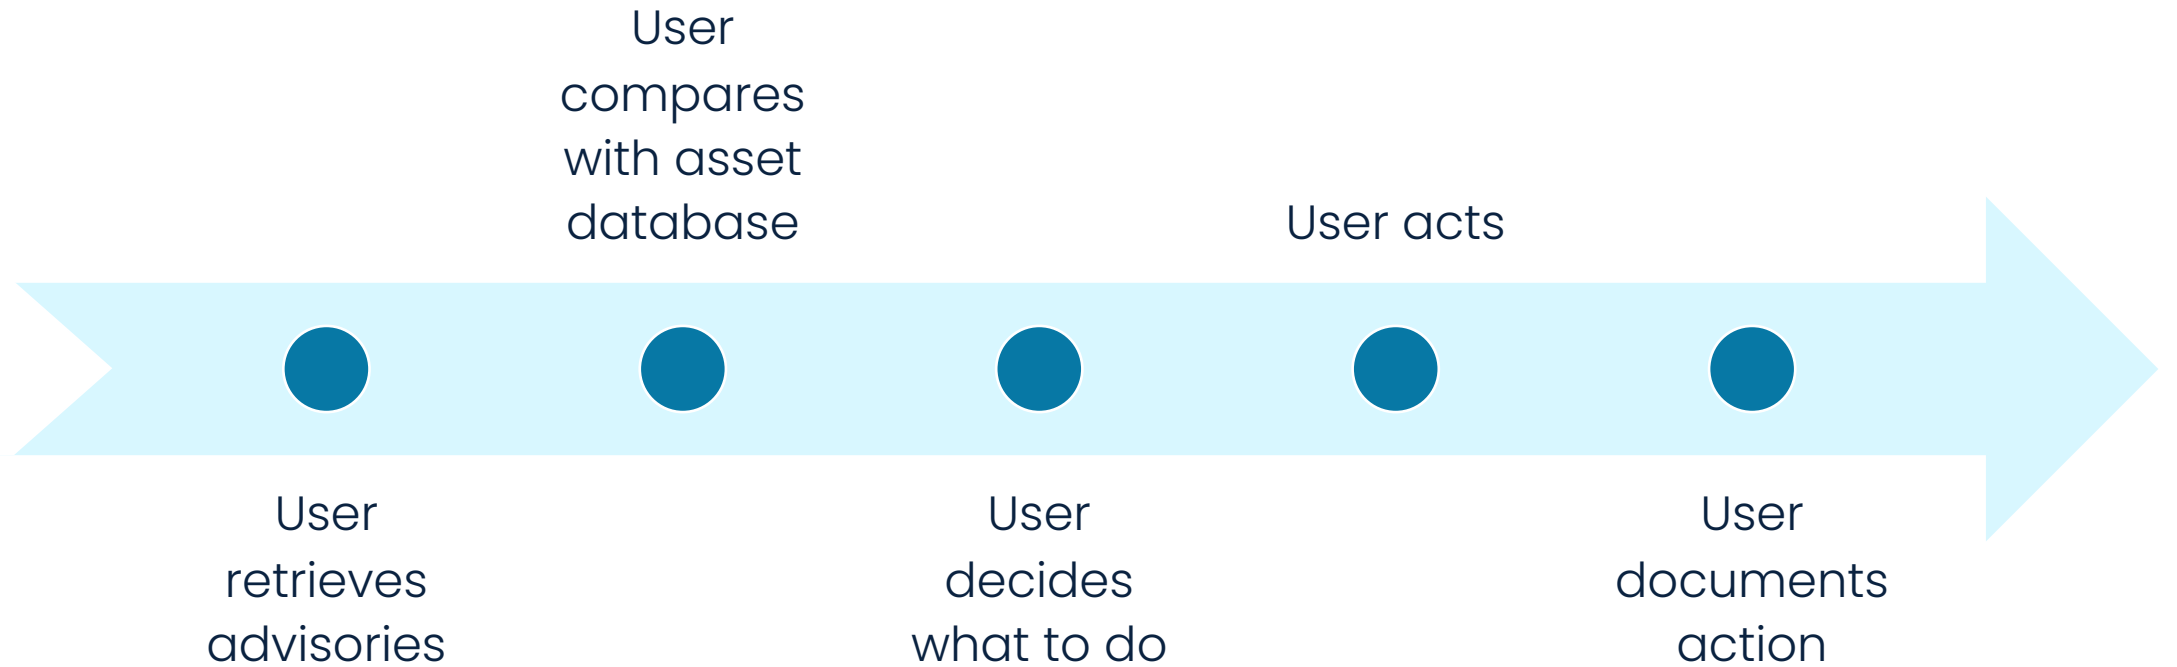 User
retrieves
advisories
User
compares
with asset
database
User
decides
what to do
User acts
User
documents
action